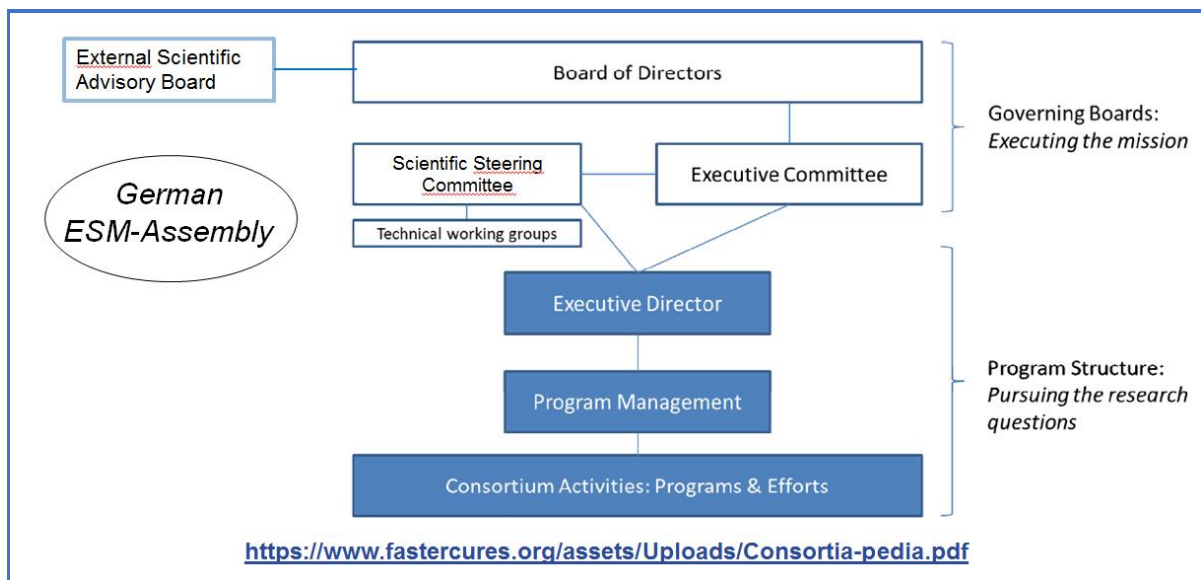 External Scientific
Advisory Board
Board of Directors
Governing Boards:
Executing the mission
Scientific Steering
Committee
Executive Committee
German
ESM-Assembly
Technical working groups
Executive Director
Program Structure:
Pursuing the research
questions
Program Management
Consortium Activities: Programs & Efforts
https://www.fastercures.org/assets/Uploads/Consortia-pedia.pdf